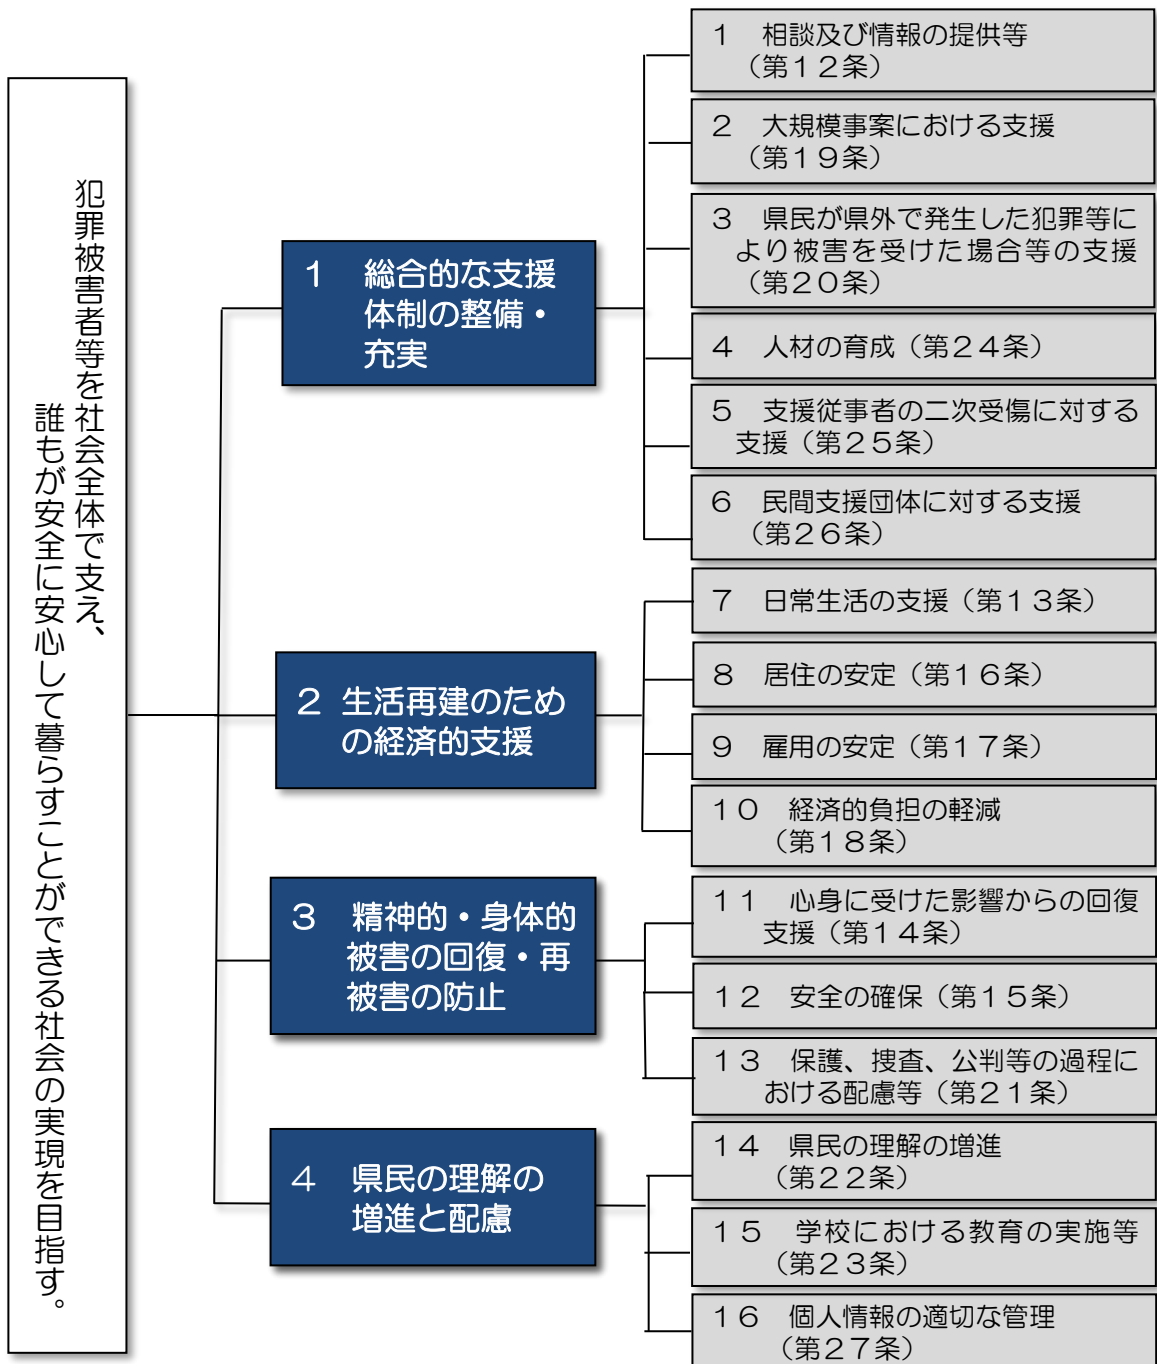 犯罪被害者等を社会全体で支え、
誰もが安全に安心して暮らすことができる社会の実現を目指す。
１　総合的な支援
体制の整備・
充実
１　相談及び情報の提供等
（第１２条）
２　大規模事案における支援
（第１９条）
３　県民が県外で発生した犯罪等に
より被害を受けた場合等の支援
（第２０条）
４　人材の育成（第２４条）
５　支援従事者の二次受傷に対する
支援（第２５条）
６　民間支援団体に対する支援
（第２６条）
２ 生活再建のため
の経済的支援
７　日常生活の支援（第１３条）
８　居住の安定（第１６条）
９　雇用の安定（第１７条）
１０　経済的負担の軽減
（第１８条）
３　精神的・身体的
被害の回復・再
被害の防止
１１　心身に受けた影響からの回復
支援（第１４条）
１２　安全の確保（第１５条）
１３　保護、捜査、公判等の過程に
おける配慮等（第２１条）
４　県民の理解の
増進と配慮
１４　県民の理解の増進
（第２２条）
１５　学校における教育の実施等
（第２３条）
１６　個人情報の適切な管理
（第２７条）